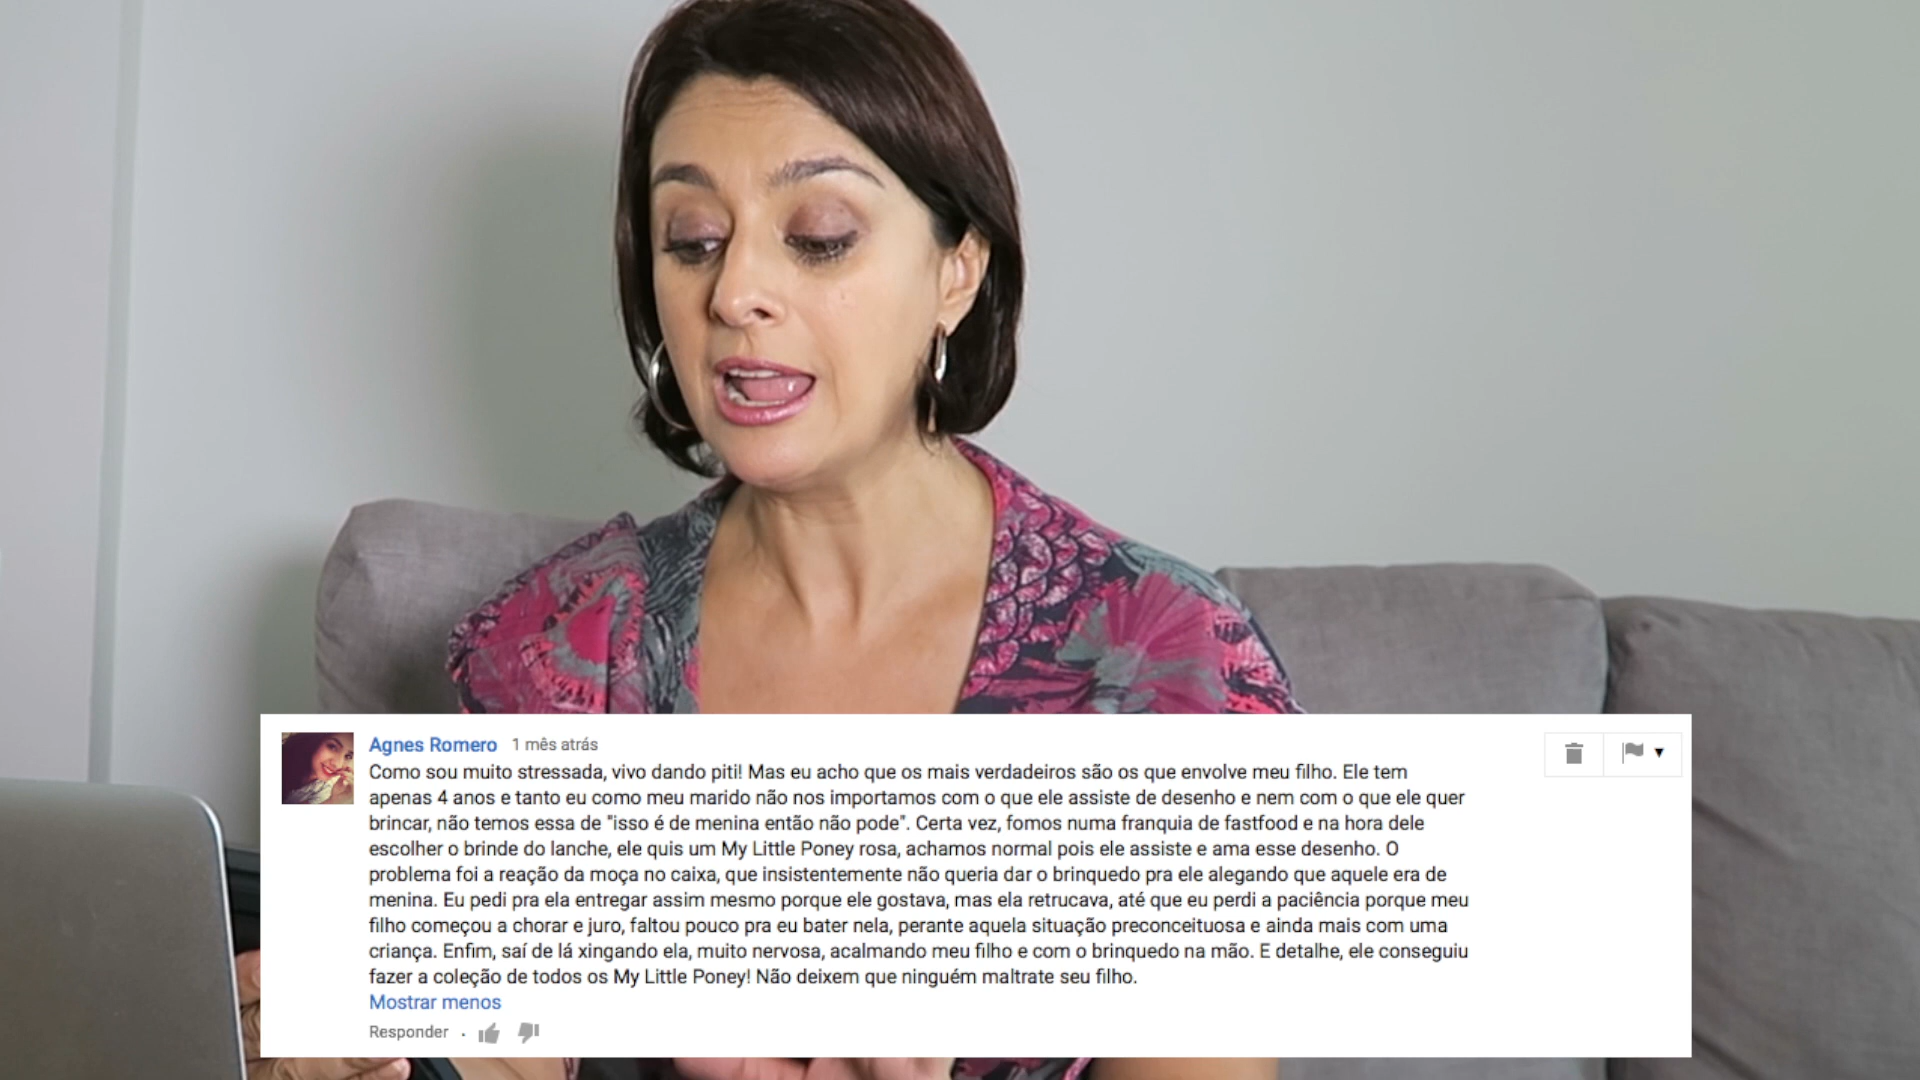 Agnes Romero 1 mês atrás
Como sou muito stressada, vivo dando piti! Mas eu acho que os mais verdadeiros são os que envolve meu filho. Ele tem
apenas 4 anos e tanto eu como meu marido não nos importamos com o que ele assiste de desenho e nem com o que ele quer
brincar, não temos essa de "isso é de menina então não pode". Certa vez, fomos numa franquia de fastfood e na hora dele
escolher o brinde do lanche, ele quis um My Little Poney rosa, achamos normal pois ele assiste e ama esse desenho. O
problema foi a reação da moça no caixa, que insistentemente não queria dar o brinquedo pra ele alegando que aquele era de
menina. Eu pedi pra ela entregar assim mesmo porque ele gostava, mas ela retrucava, até que eu perdi a paciência porque meu
filho começou a chorar e juro, faltou pouco pra eu bater nela, perante aquela situação preconceituosa e ainda mais com uma
criança. Enfim, saí de lá xingando ela, muito nervosa, acalmando meu filho e com o brinquedo na mão. E detalhe, ele conseguiu
fazer a coleção de todos os My Little Poney! Não deixem que ninguém maltrate seu filho.
Mostrar menos
Responder ·